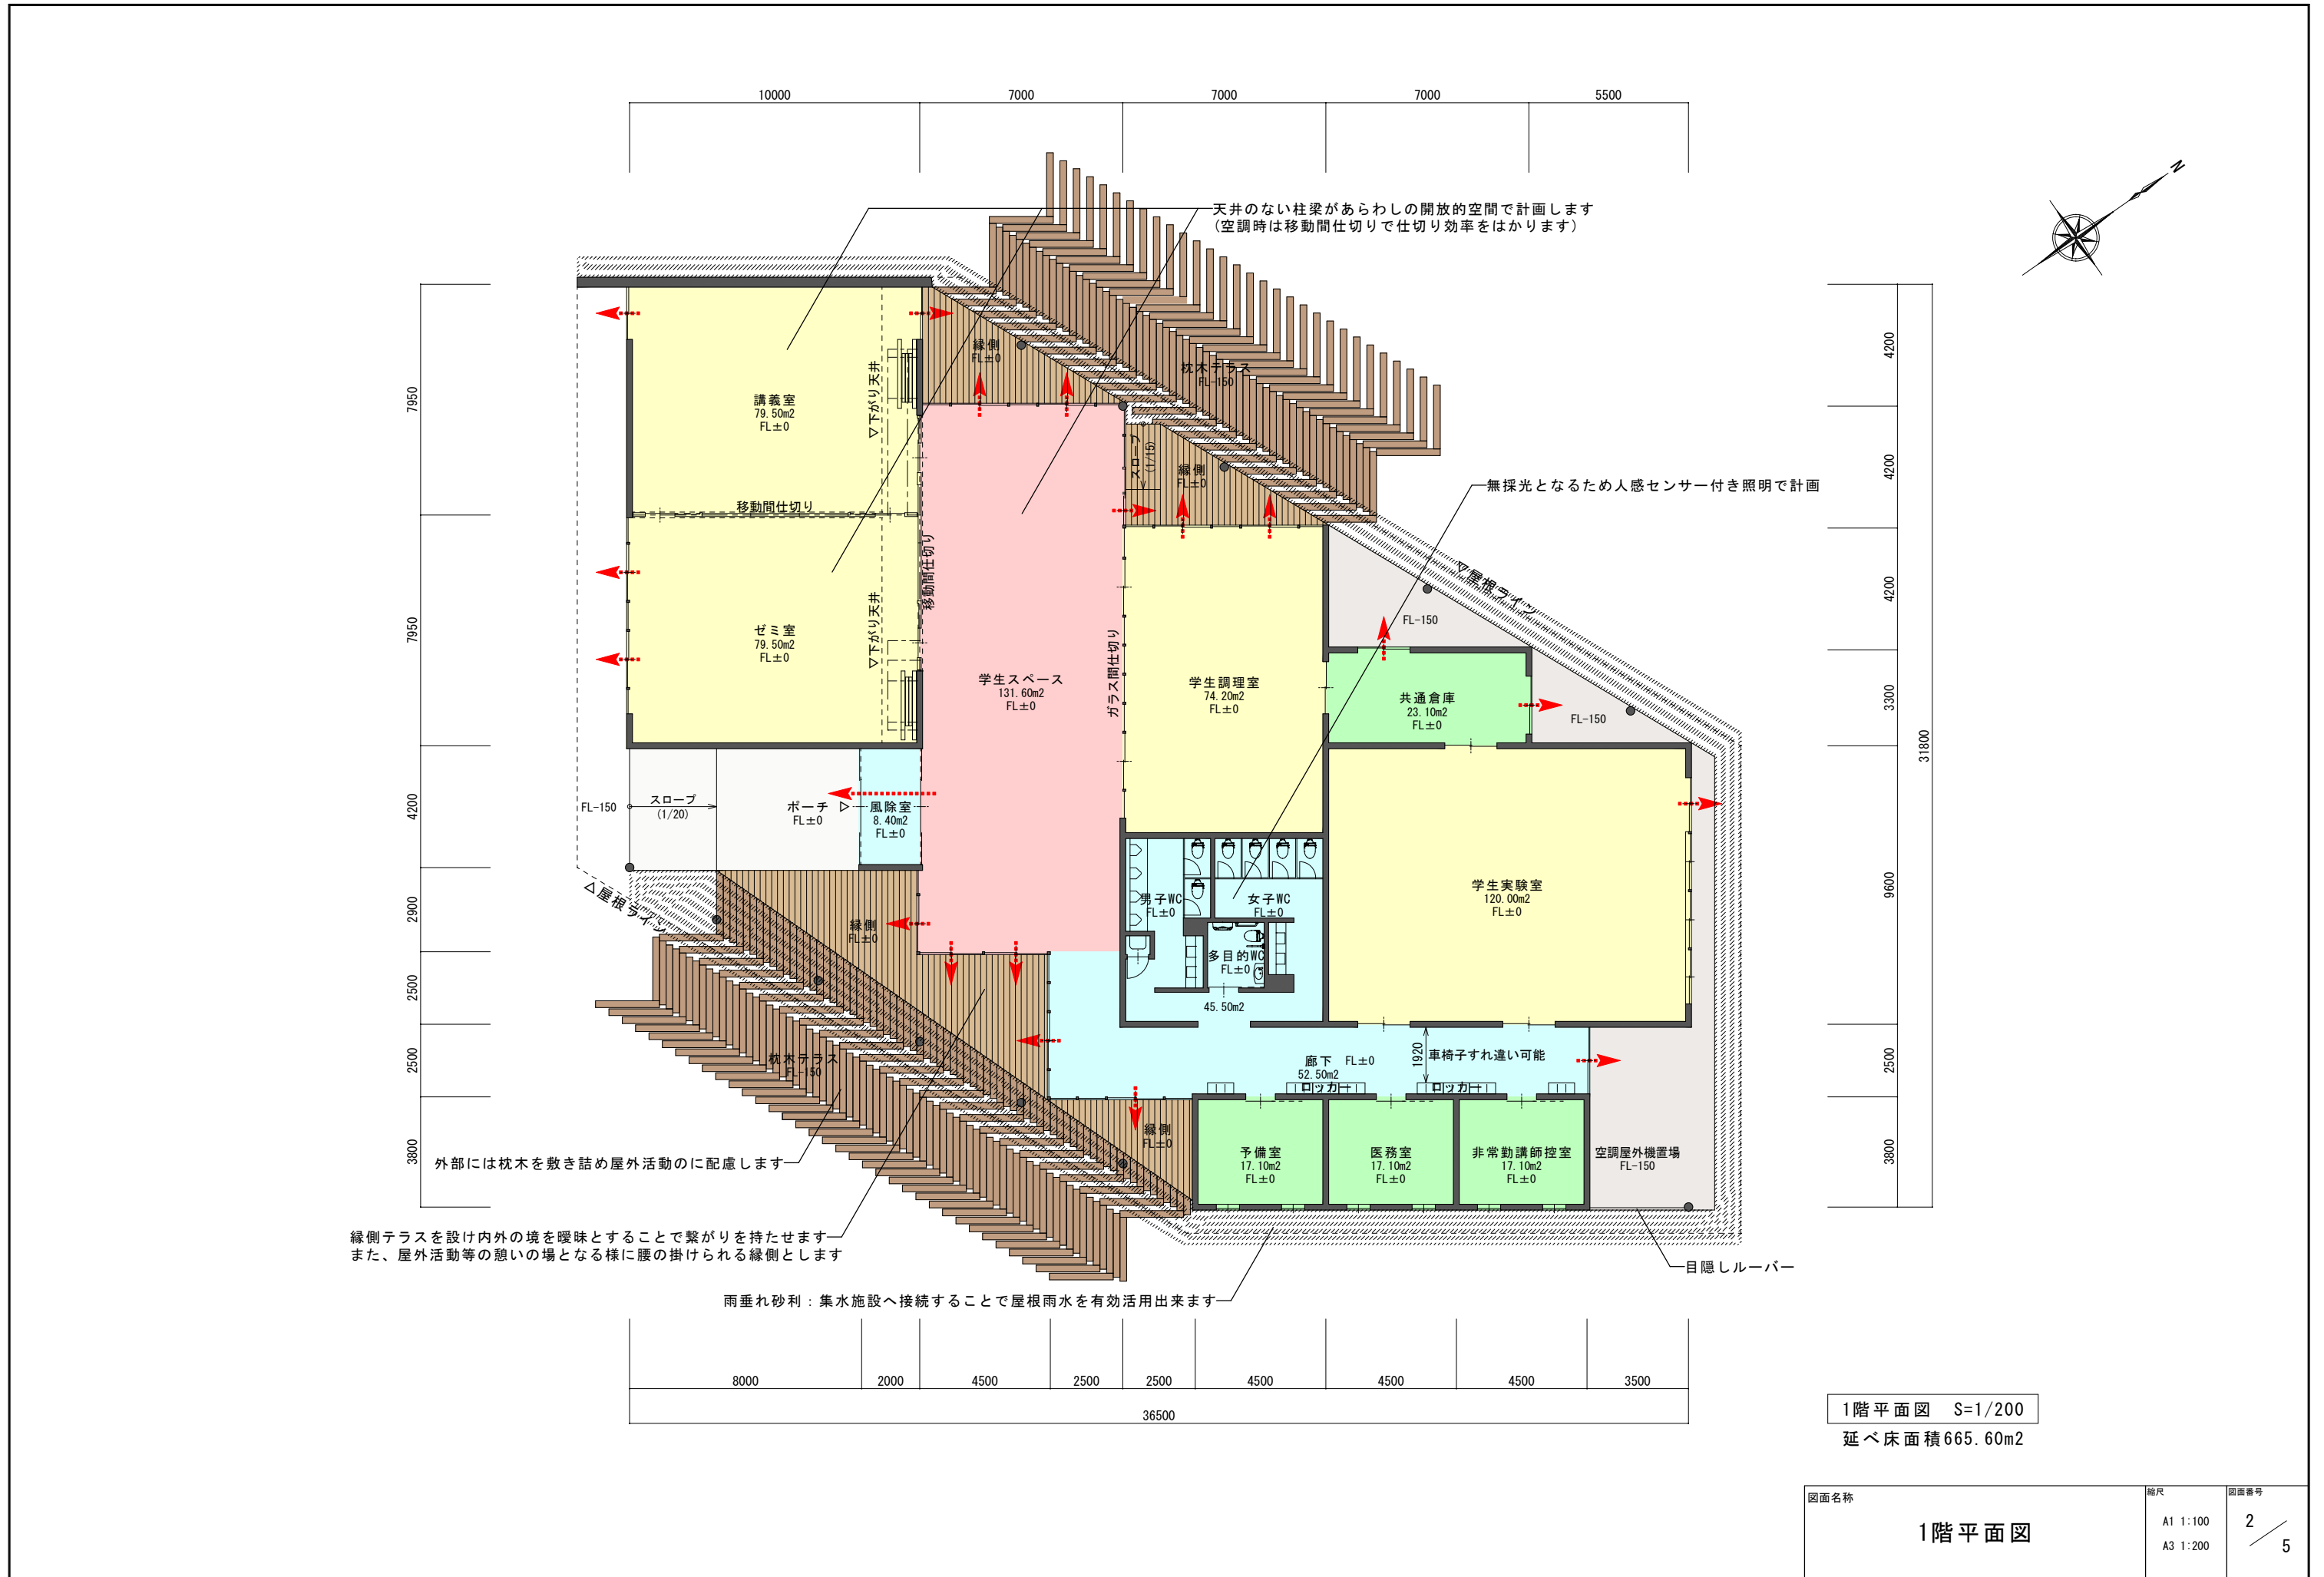 10000
7000
7000
7000
5500
N
天井のない柱梁があらわしの開放的空間で計画します
(空調時は移動間仕切りで仕切り効率をはかります)
7950
7950
4200
2900
2500
2500
3800
4200
4200
4200
3300
9600
2500
3800
31800
講義室
79.50m2
FL±0
▽下がり天井
縁側
FL±0
枕木テラス
FL-150
スロープ
(1/15)
縁側
FL±0
無採光となるため人感センサー付き照明で計画
移動間仕切り
移動間仕切り
ゼミ室
79.50m2
FL±0
▽下がり天井
学生スペース
131.60m2
FL±0
ガラス間仕切り
学生調理室
74.20m2
FL±0
▽屋根ライン
FL-150
共通倉庫
23.10m2
FL±0
FL-150
FL-150
スロープ
(1/20)
ポーチ ▷
FL±0
風除室
8.40m2
FL±0
△屋根ライン
縁側
FL±0
男子WC
FL±0
女子WC
FL±0
多目的WC
FL±0
45.50m2
学生実験室
120.00m2
FL±0
枕木テラス
FL-150
廊下 FL±0
52.50m2
1920
車椅子すれ違い可能
ロッカー
ロッカー
縁側
FL±0
予備室
17.10m2
FL±0
医務室
17.10m2
FL±0
非常勤講師控室
17.10m2
FL±0
空調屋外機置場
FL-150
外部には枕木を敷き詰め屋外活動のに配慮します
縁側テラスを設け内外の境を曖昧とすることで繋がりを持たせます
また、屋外活動等の憩いの場となる様に腰の掛けられる縁側とします
雨垂れ砂利：集水施設へ接続することで屋根雨水を有効活用出来ます
目隠しルーバー
8000
2000
4500
2500
2500
4500
4500
4500
3500
36500
1階平面図 S=1/200
延べ床面積665.60m2
図面名称
1階平面図
縮尺
A1 1:100
A3 1:200
図面番号
2/5